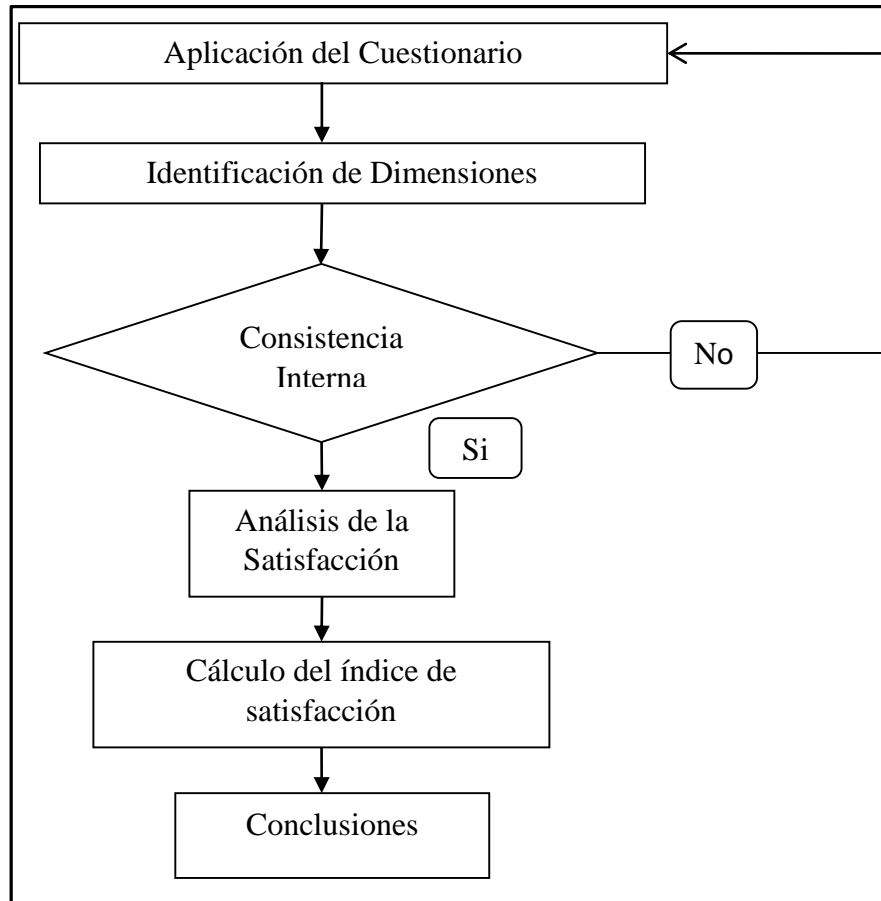 Aplicación del Cuestionario
Identificación de Dimensiones
Consistencia
Interna
No
Si
Análisis de la
Satisfacción
Cálculo del índice de
satisfacción
Conclusiones